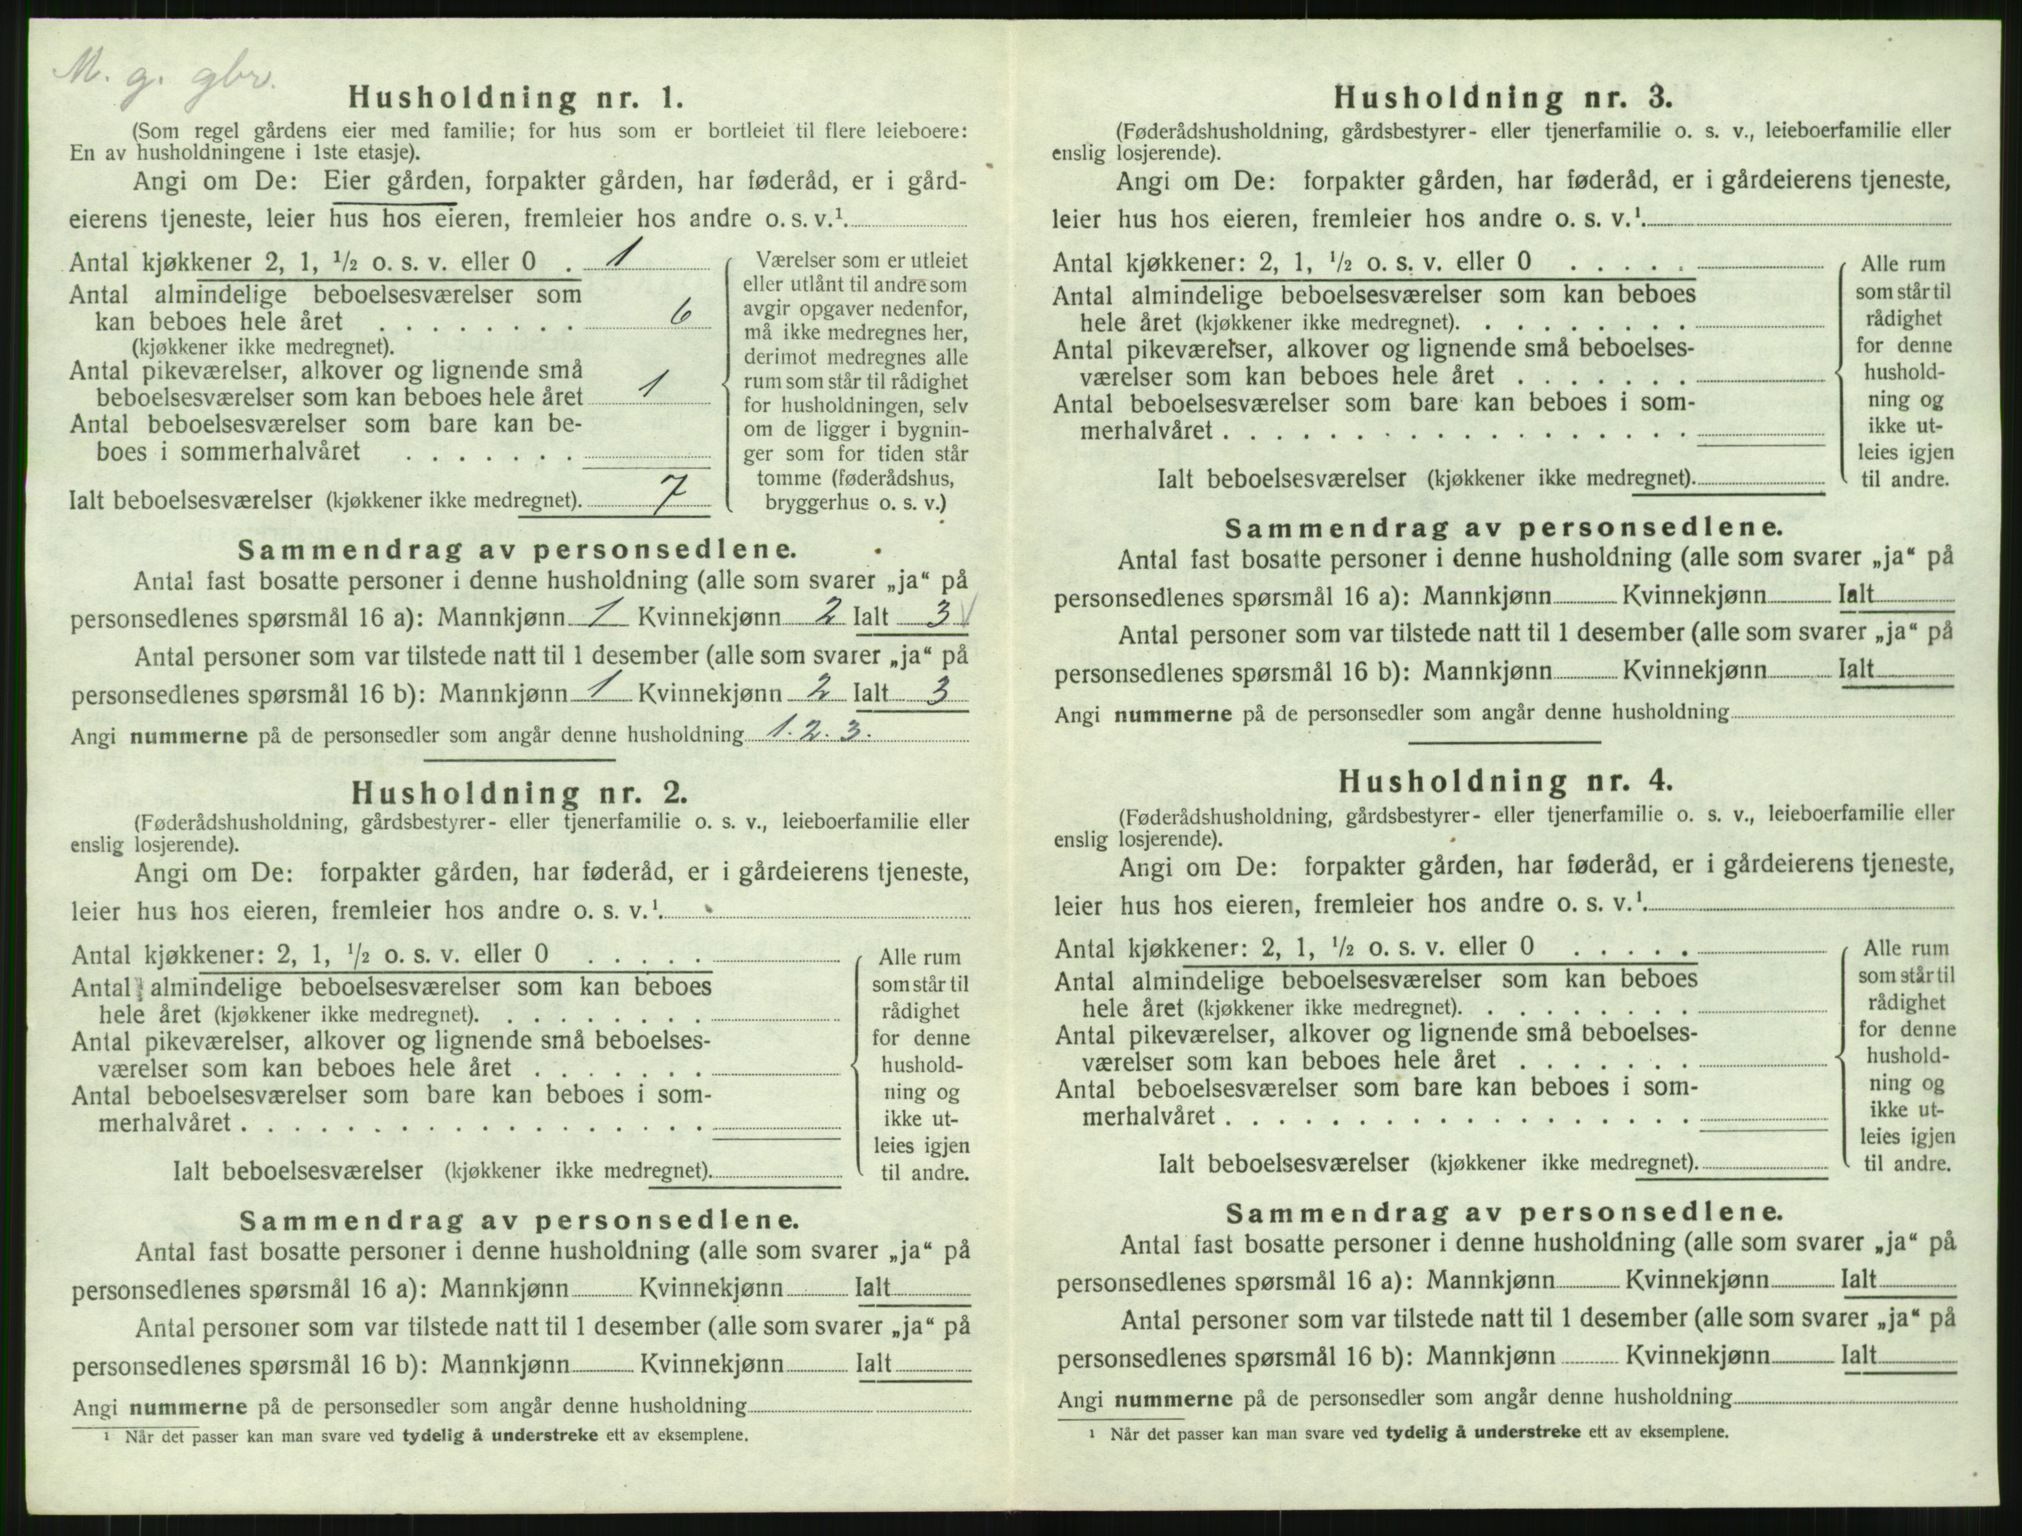 M. g. gbr.
Husholdning nr. 1.
(Som regel gårdens eier med familie; for hus som er bortleiet til flere leieboere:
En av husholdningene i 1ste etasje).
Angi om De: Eier gården, forpakter gården, har føderåd, er i gård-
eierens tjeneste, leier hus hos eieren, fremleier hos andre o. s. v.¹.
Antal kjøkkener 2, 1, ½ o. s. v. eller 0 . 1
Antal almindelige beboelsesværelser som
kan beboes hele året . . . . . . . . 6
(kjøkkener ikke medregnet).
Antal pikeværelser, alkover og lignende små
beboelsesværelser som kan beboes hele året 1
Antal beboelsesværelser som bare kan be-
boes i sommerhalvåret . . . . . . .
Ialt beboelsesværelser (kjøkkener ikke medregnet). 7
Værelser som er utleiet
eller utlånt til andre som
avgir opgaver nedenfor,
må ikke medregnes her,
derimot medregnes alle
rum som står til rådighet
for husholdningen, selv
om de ligger i bygnin-
ger som for tiden står
tomme (føderådshus,
bryggerhus o. s. v.)
Sammendrag av personsedlene.
Antal fast bosatte personer i denne husholdning (alle som svarer „ja“ på
personsedlenes spørsmål 16 a): Mannkjønn 1 Kvinnekjønn 2 Ialt 3 √
Antal personer som var tilstede natt til 1 desember (alle som svarer „ja“ på
personsedlenes spørsmål 16 b): Mannkjønn 1 Kvinnekjønn 2 Ialt 3
Angi nummerne på de personsedler som angår denne husholdning 1. 2. 3.
Husholdning nr. 2.
(Føderådshusholdning, gårdsbestyrer- eller tjenerfamilie o. s. v., leieboerfamilie eller
enslig losjerende).
Angi om De: forpakter gården, har føderåd, er i gårdeierens tjeneste,
leier hus hos eieren, fremleier hos andre o. s. v.¹.
Antal kjøkkener: 2, 1, ½ o. s. v. eller 0 . . . . .
Antal almindelige beboelsesværelser som kan beboes
hele året (kjøkkener ikke medregnet). . . . . . . . .
Antal pikeværelser, alkover og lignende små beboelses-
værelser som kan beboes hele året . . . . . . .
Antal beboelsesværelser som bare kan beboes i som-
merhalvåret . . . . . . . . . . . . . . . . . .
Ialt beboelsesværelser (kjøkkener ikke medregnet).
Alle rum
som står til
rådighet
for denne
hushold-
ning og
ikke ut-
leies igjen
til andre.
Sammendrag av personsedlene.
Antal fast bosatte personer i denne husholdning (alle som svarer „ja“ på
personsedlenes spørsmål 16 a): Mannkjønn Kvinnekjønn Ialt
Antal personer som var tilstede natt til 1 desember (alle som svarer „ja“ på
personsedlenes spørsmål 16 b): Mannkjønn Kvinnekjønn Ialt
Angi nummerne på de personsedler som angår denne husholdning
¹ Når det passer kan man svare ved tydelig å understreke ett av eksemplene.
Husholdning nr. 3.
(Føderådshusholdning, gårdsbestyrer- eller tjenerfamilie o. s. v., leieboerfamilie eller
enslig losjerende).
Angi om De: forpakter gården, har føderåd, er i gårdeierens tjeneste,
leier hus hos eieren, fremleier hos andre o. s. v.¹.
Antal kjøkkener: 2, 1, ½ o. s. v. eller 0 . . . . .
Antal almindelige beboelsesværelser som kan beboes
hele året (kjøkkener ikke medregnet). . . . . . . . .
Antal pikeværelser, alkover og lignende små beboelses-
værelser som kan beboes hele året . . . . . . .
Antal beboelsesværelser som bare kan beboes i som-
merhalvåret . . . . . . . . . . . . . . . . . .
Ialt beboelsesværelser (kjøkkener ikke medregnet).
Alle rum
som står til
rådighet
for denne
hushold-
ning og
ikke ut-
leies igjen
til andre.
Sammendrag av personsedlene.
Antal fast bosatte personer i denne husholdning (alle som svarer „ja“ på
personsedlenes spørsmål 16 a): Mannkjønn Kvinnekjønn Ialt
Antal personer som var tilstede natt til 1 desember (alle som svarer „ja“ på
personsedlenes spørsmål 16 b): Mannkjønn Kvinnekjønn Ialt
Angi nummerne på de personsedler som angår denne husholdning
Husholdning nr. 4.
(Føderådshusholdning, gårdsbestyrer- eller tjenerfamilie o. s. v., leieboerfamilie eller
enslig losjerende).
Angi om De: forpakter gården, har føderåd, er i gårdeierens tjeneste,
leier hus hos eieren, fremleier hos andre o. s. v.¹.
Antal kjøkkener: 2, 1, ½ o. s. v. eller 0 . . . . .
Antal almindelige beboelsesværelser som kan beboes
hele året (kjøkkener ikke medregnet). . . . . . . . .
Antal pikeværelser, alkover og lignende små beboelses-
værelser som kan beboes hele året . . . . . . .
Antal beboelsesværelser som bare kan beboes i som-
merhalvåret . . . . . . . . . . . . . . . . . .
Ialt beboelsesværelser (kjøkkener ikke medregnet).
Alle rum
som står til
rådighet
for denne
hushold-
ning og
ikke ut-
leies igjen
til andre.
Sammendrag av personsedlene.
Antal fast bosatte personer i denne husholdning (alle som svarer „ja“ på
personsedlenes spørsmål 16 a): Mannkjønn Kvinnekjønn Ialt
Antal personer som var tilstede natt til 1 desember (alle som svarer „ja“ på
personsedlenes spørsmål 16 b): Mannkjønn Kvinnekjønn Ialt
Angi nummerne på de personsedler som angår denne husholdning
¹ Når det passer kan man svare ved tydelig å understreke ett av eksemplene.